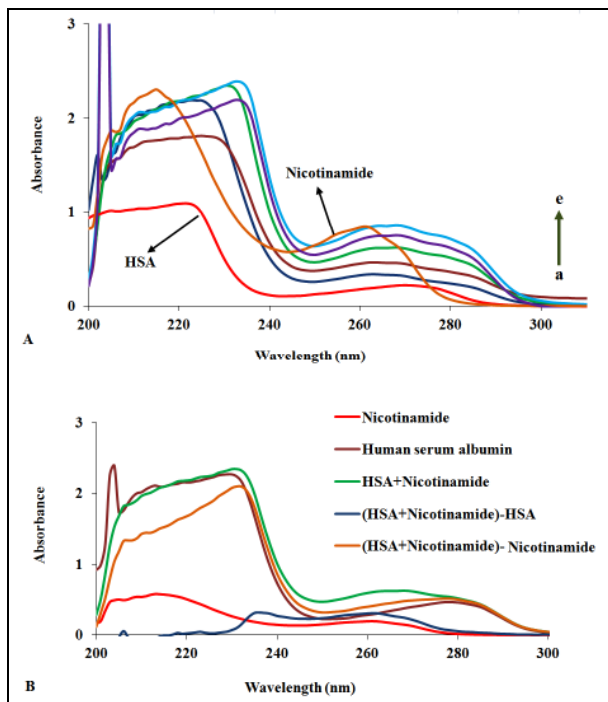 3
2
1
0
Absorbance
Nicotinamide
HSA
e
a
200 220 240 260 280 300
A
Wavelength (nm)
3
2
1
0
Absorbance
Nicotinamide
Human serum albumin
HSA+Nicotinamide
(HSA+Nicotinamide)-HSA
(HSA+Nicotinamide)- Nicotinamide
200 220 240 260 280 300
B
Wavelength (nm)